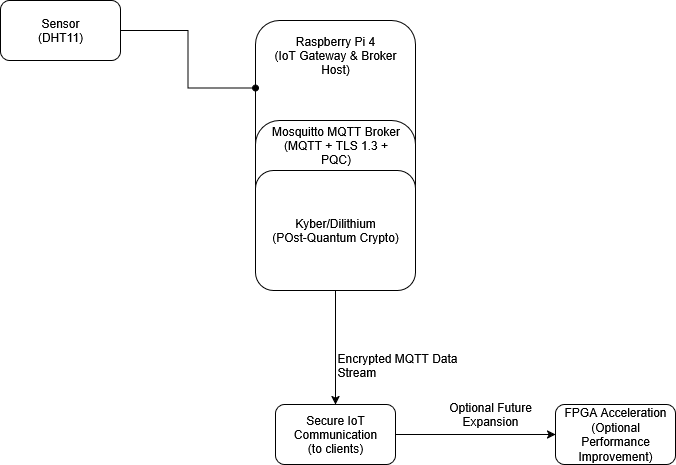 Sensor
(DHT11)
Raspberry Pi 4
(IoT Gateway & Broker
Host)
Mosquitto MQTT Broker
(MQTT + TLS 1.3 +
PQC)
Kyber/Dilithium
(POst-Quantum Crypto)
Encrypted MQTT Data
Stream
Secure IoT
Communication
(to clients)
Optional Future
Expansion
FPGA Acceleration
(Optional
Performance
Improvement)